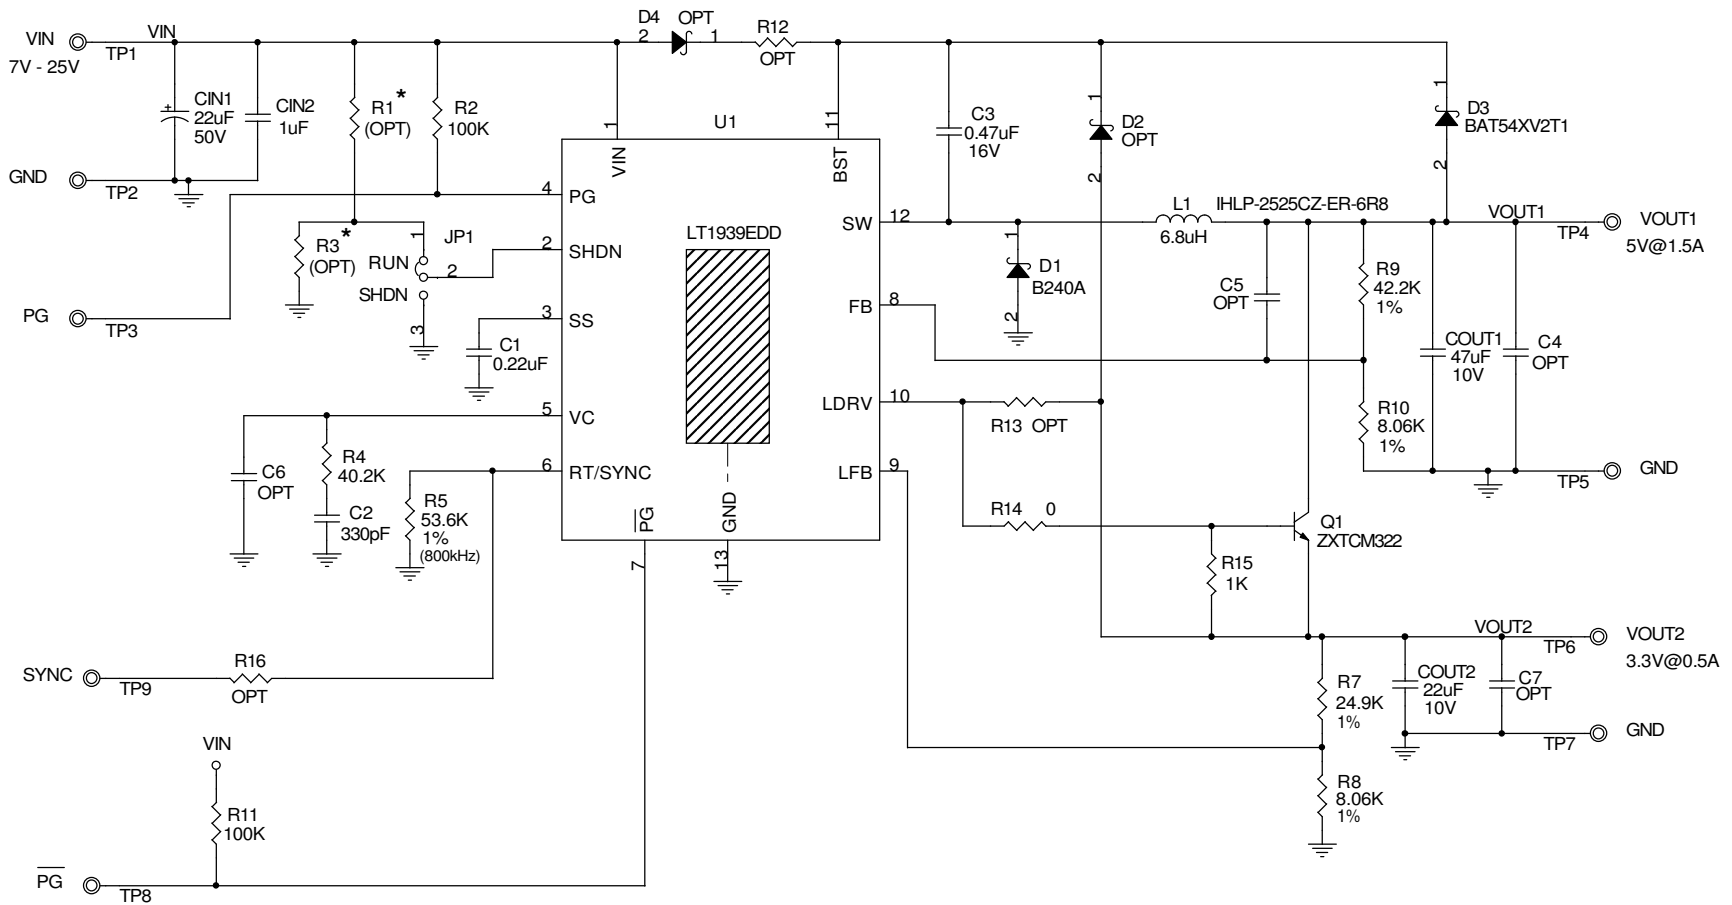 D4 OPT
2 1
R12
OPT
VIN
7V - 25V
TP1
VIN
CIN1
+
22uF
50V
CIN2
1uF
R1 *
(OPT)
R2
100K
U1
1
VIN
11
BST
C3
0.47uF
16V
1
D2
OPT
2
1
D3
BAT54XV2T1
2
GND
TP2
4
PG
R3 *
(OPT)
1
JP1
RUN
2
SHDN
3
2
SHDN
LT1939EDD
SW
12
L1
6.8uH
IHLP-2525CZ-ER-6R8
VOUT1
TP4
VOUT1
5V@1.5A
1
D1
B240A
2
C5
OPT
R9
42.2K
1%
PG
TP3
3
SS
C1
0.22uF
FB
8
COUT1
47uF
10V
C4
OPT
5
VC
LDRV
10
R13 OPT
R10
8.06K
1%
C6
OPT
R4
40.2K
C2
330pF
6
RT/SYNC
R5
53.6K
1%
(800kHz)
LFB
9
TP5
GND
PG
7
GND
13
R14 0
Q1
ZXTCM322
R15
1K
SYNC
TP9
R16
OPT
VOUT2
TP6
VOUT2
3.3V@0.5A
R7
24.9K
1%
COUT2
22uF
10V
C7
OPT
TP7
GND
VIN
R11
100K
R8
8.06K
1%
PG
TP8